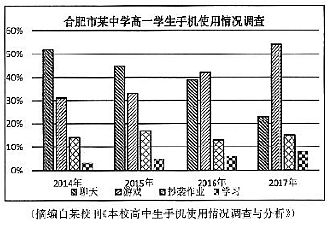 合肥市某中学高一学生手机使用情况调查
60%
50%
40%
30%
20%
10%
0%
2014年 2015年 2016年 2017年
聊天 游戏 抄袭作业 学习
(摘编自某校刊《本校高中生手机使用情况调查与分析》)